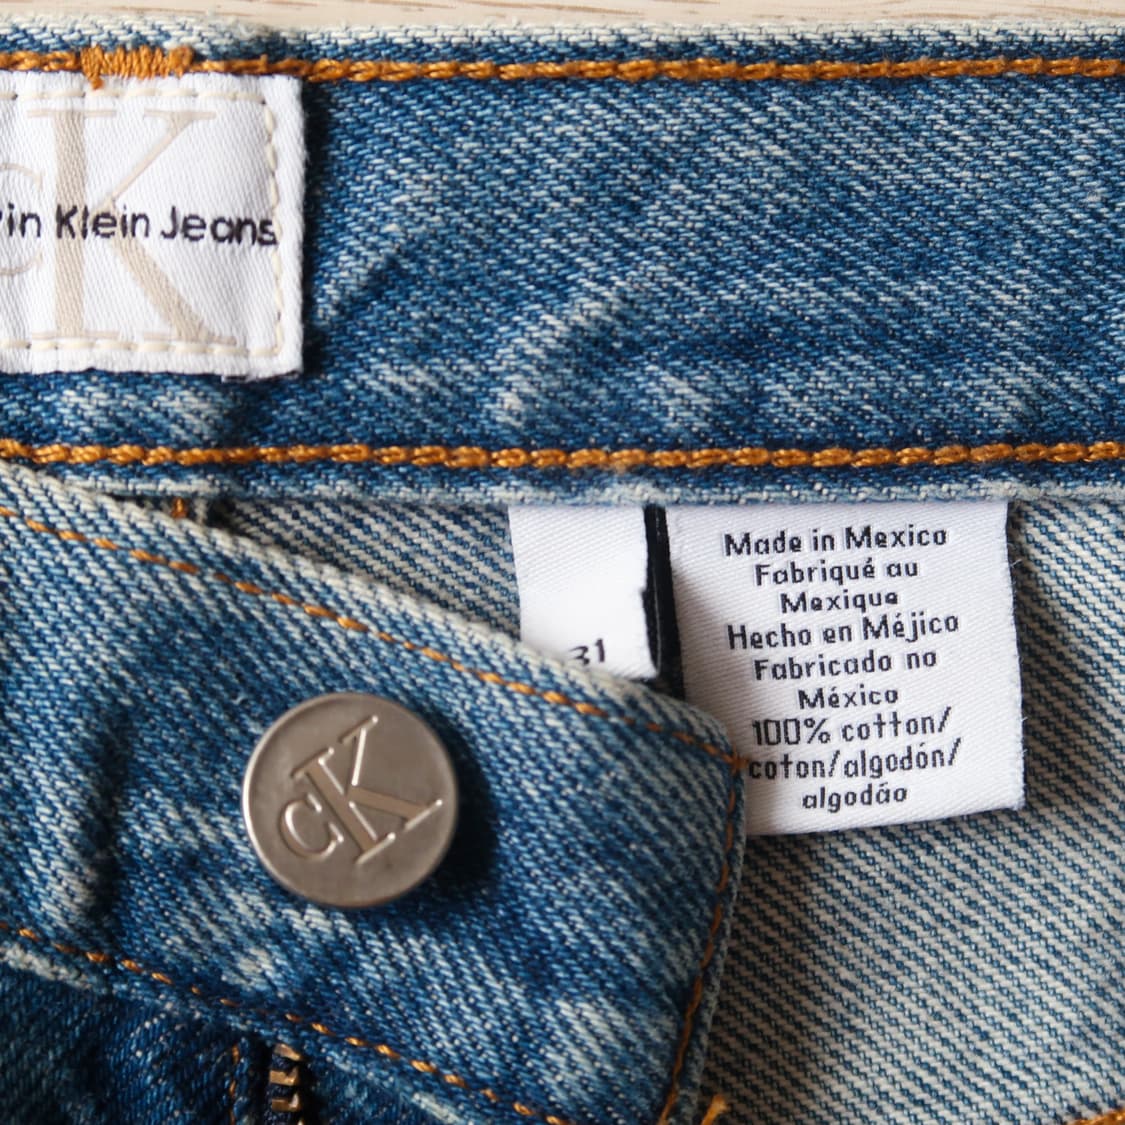 CK
in Klein Jeans
31
Made in Mexico
Fabriqué au
Mexique
Hecho en Méjico
Fabricado no
México
100% cotton/
coton/algodón/
algodão
CK